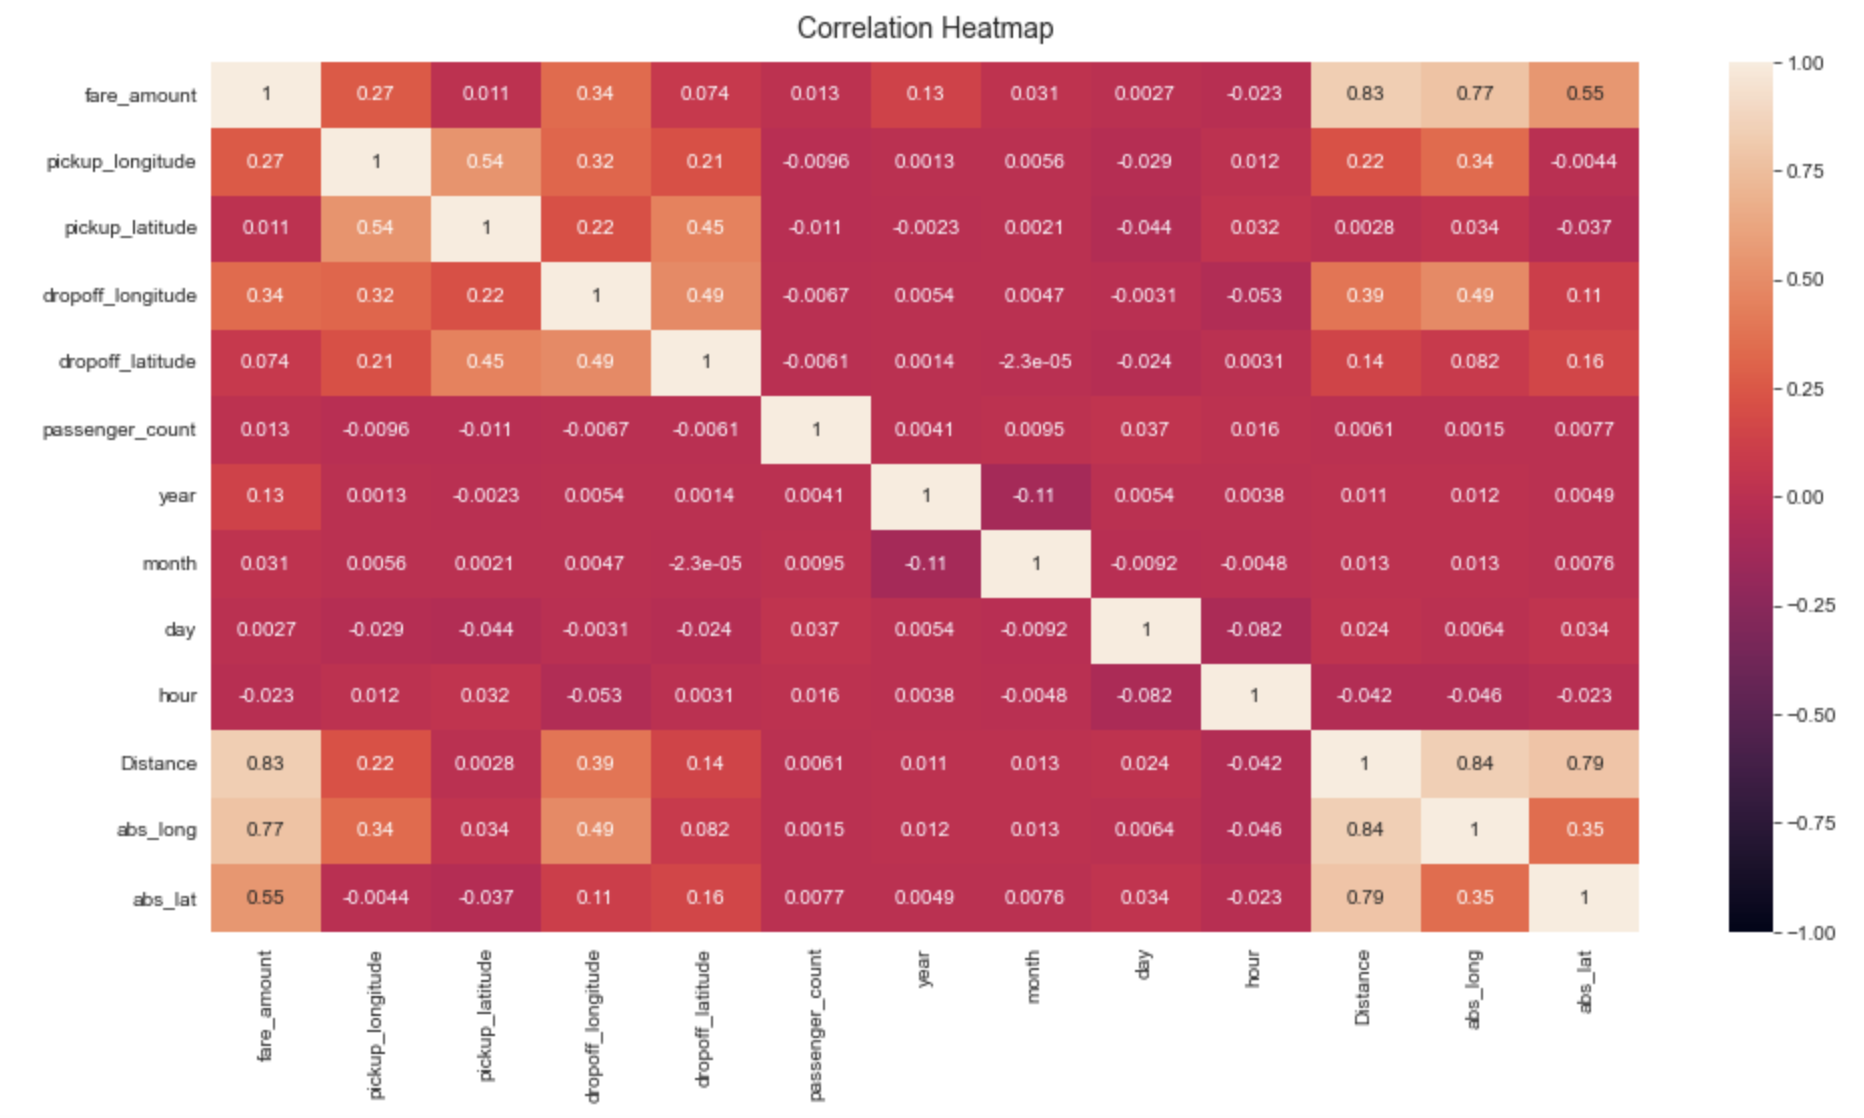 Correlation Heatmap
fare_amount 1 0.27 0.011 0.34 0.074 0.013 0.13 0.031 0.0027 -0.023 0.83 0.77 0.55
pickup_longitude 0.27 1 0.54 0.32 0.21 -0.0096 0.0013 0.0056 -0.029 0.012 0.22 0.34 -0.0044
pickup_latitude 0.011 0.54 1 0.22 0.45 -0.011 -0.0023 0.0021 -0.044 0.032 0.0028 0.034 -0.037
dropoff_longitude 0.34 0.32 0.22 1 0.49 -0.0067 0.0054 0.0047 -0.0031 -0.053 0.39 0.49 0.11
dropoff_latitude 0.074 0.21 0.45 0.49 1 -0.0061 0.0014 -2.3e-05 -0.024 0.0031 0.14 0.082 0.16
passenger_count 0.013 -0.0096 -0.011 -0.0067 -0.0061 1 0.0041 0.0095 0.037 0.016 0.0061 0.0015 0.0077
year 0.13 0.0013 -0.0023 0.0054 0.0014 0.0041 1 -0.11 0.0054 0.0038 0.011 0.012 0.0049
month 0.031 0.0056 0.0021 0.0047 -2.3e-05 0.0095 -0.11 1 -0.0092 -0.0048 0.013 0.013 0.0076
day 0.0027 -0.029 -0.044 -0.0031 -0.024 0.037 0.0054 -0.0092 1 -0.082 0.024 0.0064 0.034
hour -0.023 0.012 0.032 -0.053 0.0031 0.016 0.0038 -0.0048 -0.082 1 -0.042 -0.046 -0.023
Distance 0.83 0.22 0.0028 0.39 0.14 0.0061 0.011 0.013 0.024 -0.042 1 0.84 0.79
abs_long 0.77 0.34 0.034 0.49 0.082 0.0015 0.012 0.013 0.0064 -0.046 0.84 1 0.35
abs_lat 0.55 -0.0044 -0.037 0.11 0.16 0.0077 0.0049 0.0076 0.034 -0.023 0.79 0.35 1
fare_amount pickup_longitude pickup_latitude dropoff_longitude dropoff_latitude passenger_count year month day hour Distance abs_long abs_lat
1.00
0.75
0.50
0.25
0.00
−0.25
−0.50
−0.75
−1.00